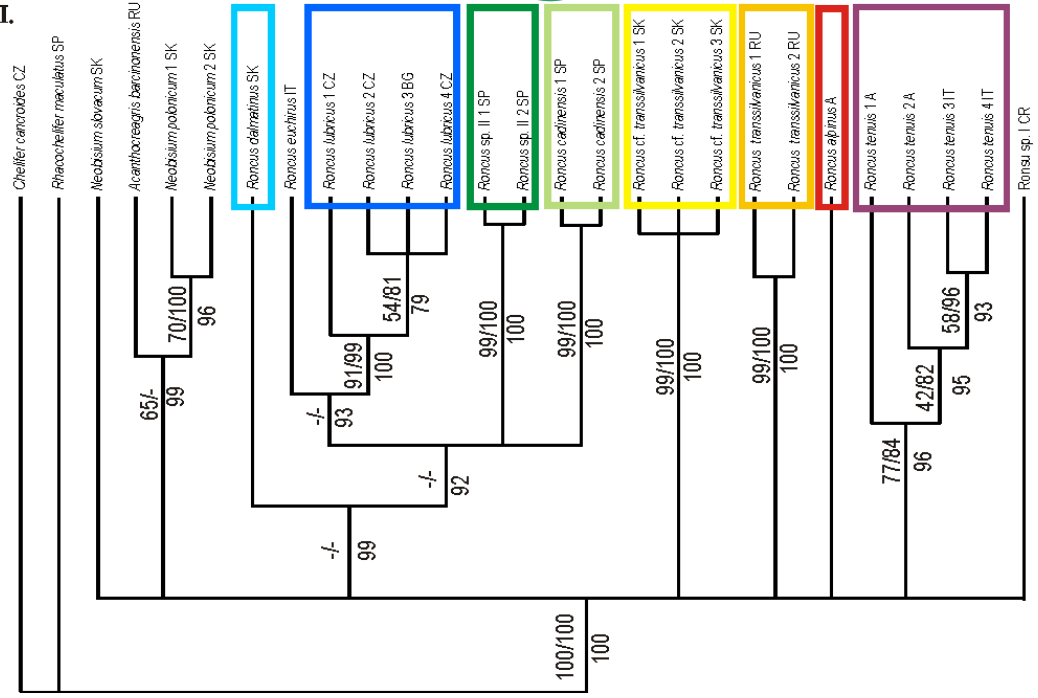 I.
Chelifer cancroides CZ
Rhacochelifer maculatus SP
Neobisium slovacum SK
Acanthocreagris barcinonensis RU
Neobisium polonicum 1 SK
Neobisium polonicum 2 SK
Roncus dalmatinus SK
Roncus euchirus IT
Roncus lubricus 1 CZ
Roncus lubricus 2 CZ
Roncus lubricus 3 BG
Roncus lubricus 4 CZ
Roncus sp. II 1 SP
Roncus sp. II 2 SP
Roncus cadinensis 1 SP
Roncus cadinensis 2 SP
Roncus cf. transsilvanicus 1 SK
Roncus cf. transsilvanicus 2 SK
Roncus cf. transsilvanicus 3 SK
Roncus transsilvanicus 1 RU
Roncus transsilvanicus 2 RU
Roncus alpinus A
Roncus tenuis 1 A
Roncus tenuis 2 A
Roncus tenuis 3 IT
Roncus tenuis 4 IT
Ronsu sp. I CR
70/100
96
65/-
99
54/81
79
91/99
100
-/-
93
99/100
100
99/100
100
-/-
92
-/-
99
99/100
100
99/100
100
58/96
93
42/82
95
77/84
96
100/100
100